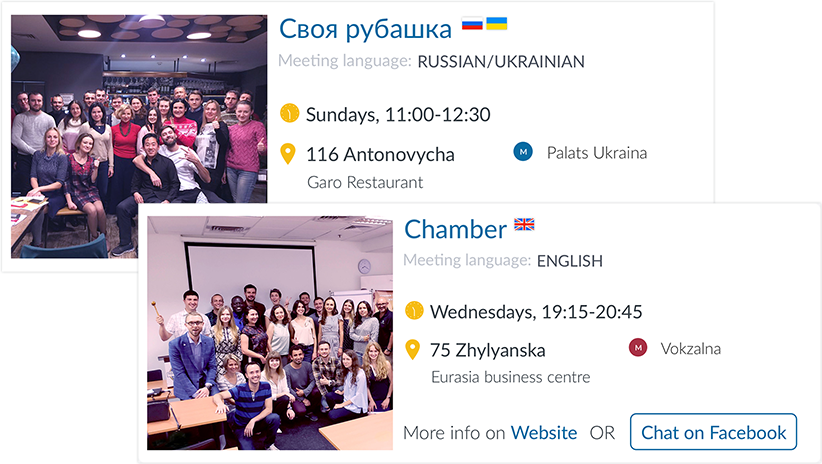 Своя рубашка
Meeting language: RUSSIAN/UKRAINIAN
Sundays, 11:00-12:30
116 Antonovycha
M Palats Ukraina
Garo Restaurant
Chamber
Meeting language: ENGLISH
Wednesdays, 19:15-20:45
75 Zhylyanska
M Vokzalna
Eurasia business centre
More info on Website OR Chat on Facebook